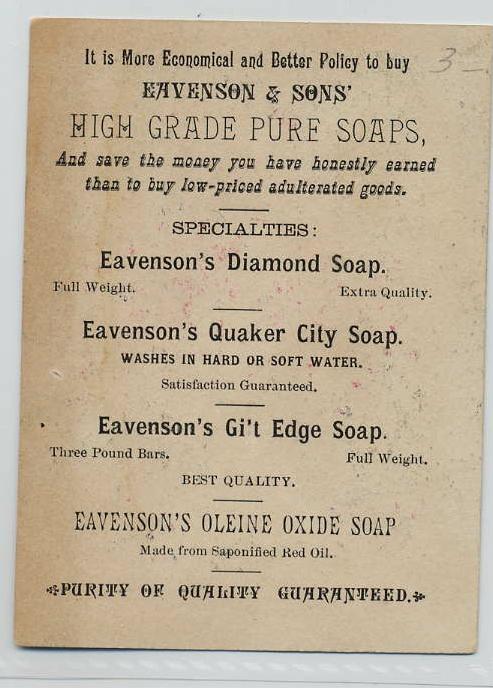 It is More Economical and Better Policy to buy
3-
EAVENSON & SONS'
HIGH GRADE PURE SOAPS,
And save the money you have honestly earned
than to buy low-priced adulterated goods.
SPECIALTIES:
Eavenson's Diamond Soap.
Full Weight. Extra Quality.
Eavenson's Quaker City Soap.
WASHES IN HARD OR SOFT WATER.
Satisfaction Guaranteed.
Eavenson's Gi't Edge Soap.
Three Pound Bars. Full Weight.
BEST QUALITY.
EAVENSON'S OLEINE OXIDE SOAP
Made from Saponified Red Oil.
PURITY OF QUALITY GUARANTEED.